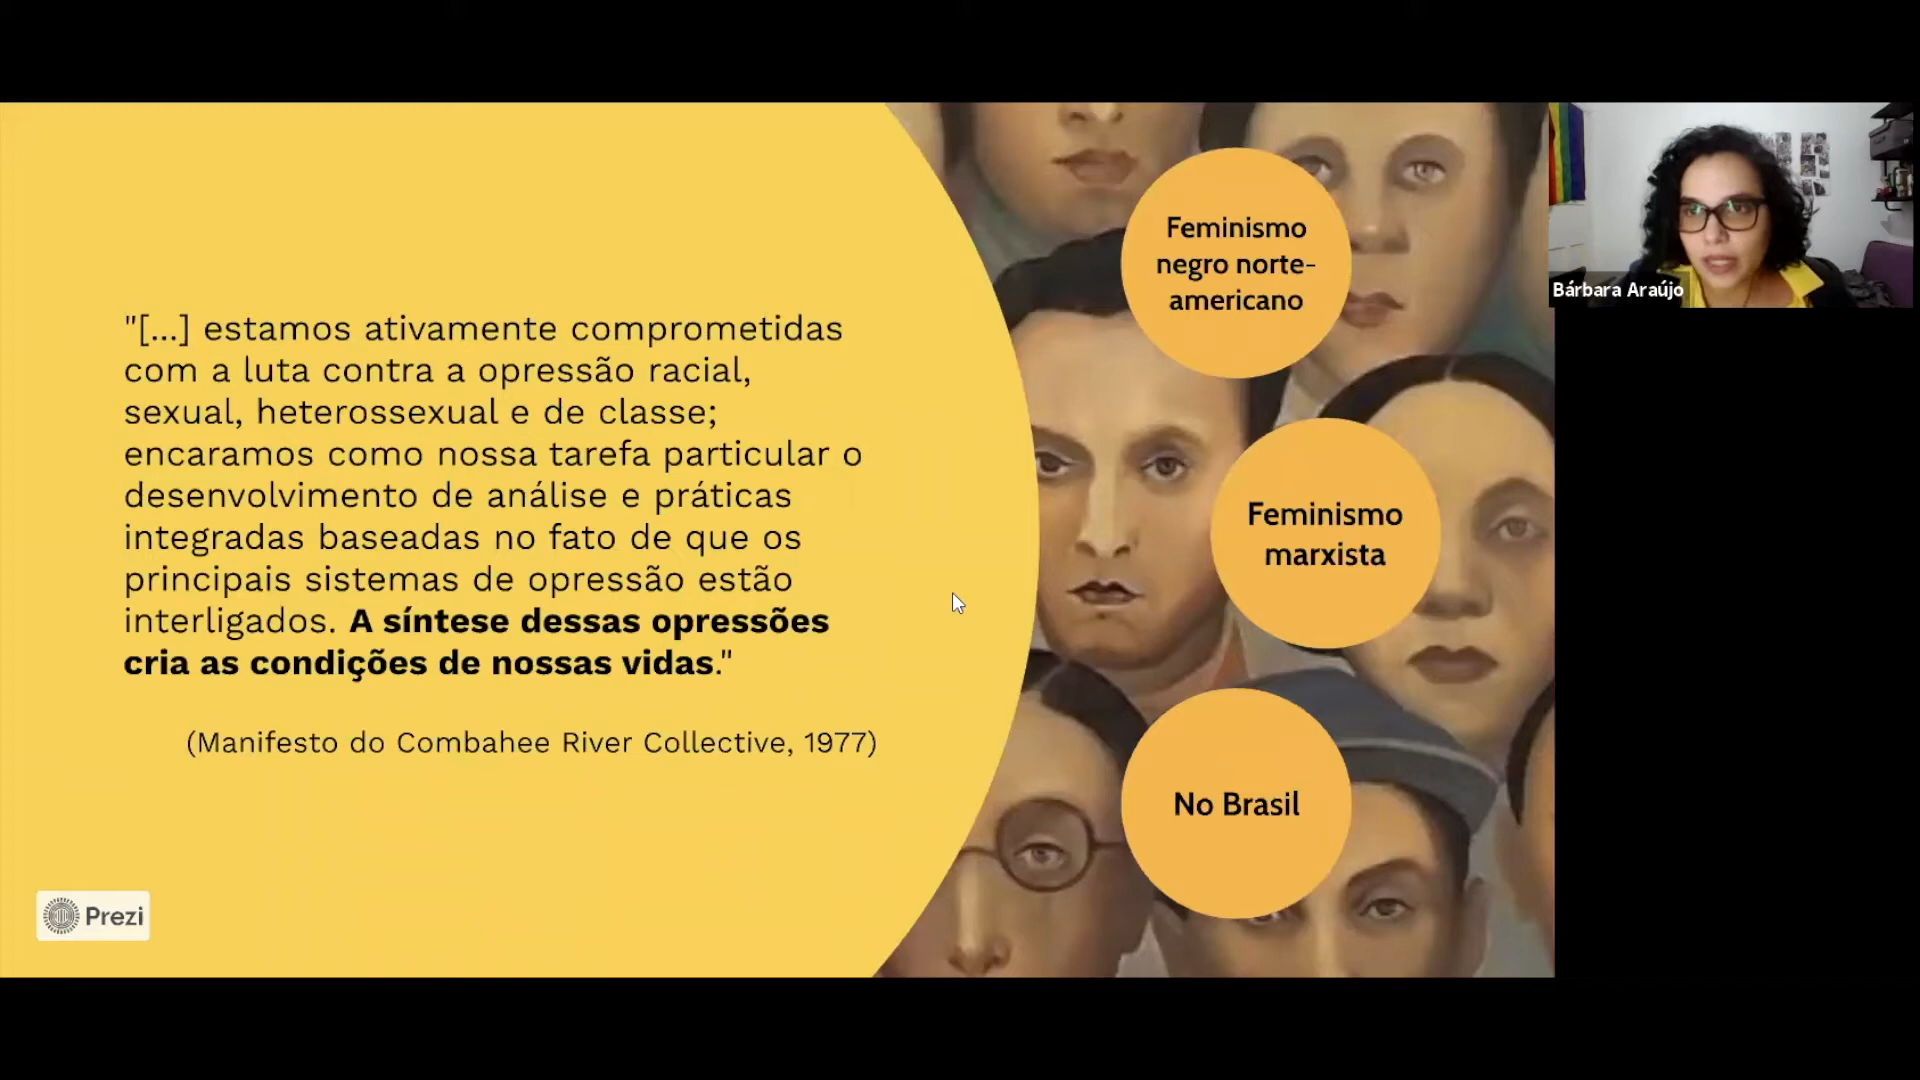 "[...] estamos ativamente comprometidas
com a luta contra a opressão racial,
sexual, heterossexual e de classe;
encaramos como nossa tarefa particular o
desenvolvimento de análise e práticas
integradas baseadas no fato de que os
principais sistemas de opressão estão
interligados. A síntese dessas opressões
cria as condições de nossas vidas."
(Manifesto do Combahee River Collective, 1977)
Prezi
Feminismo
negro norte-
americano
Feminismo
marxista
No Brasil
Bárbara Araújo